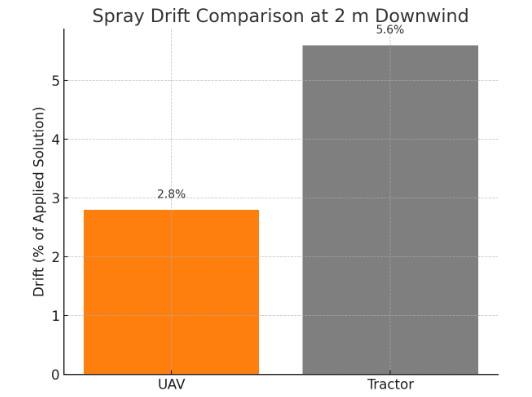 Spray Drift Comparison at 2 m Downwind
5.6%
5
4
3
2.8%
2
1
0
Drift (% of Applied Solution)
UAV
Tractor